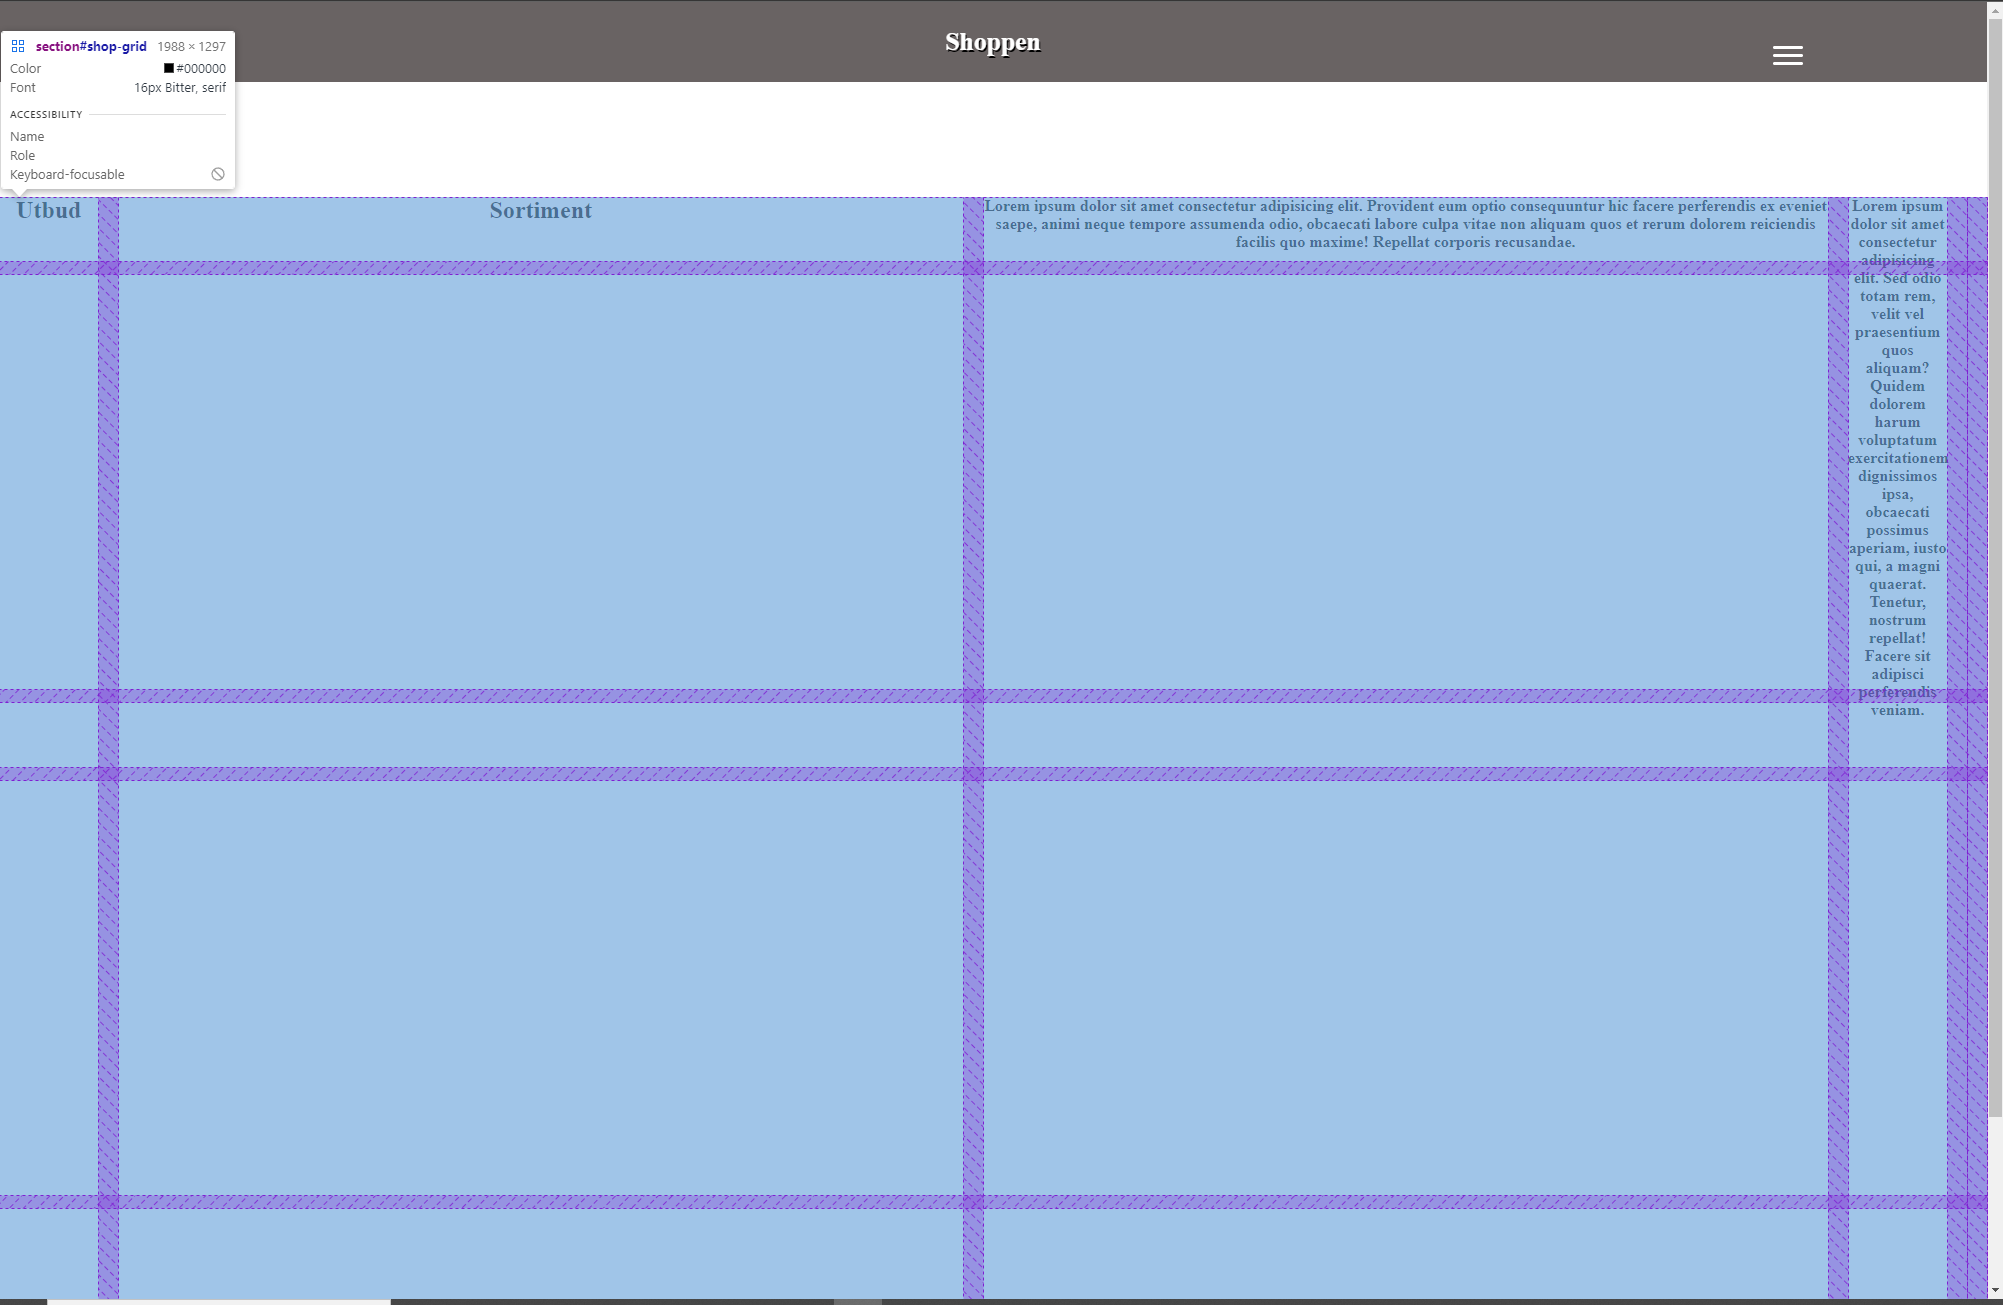 Shoppen
section#shop-grid 1988 × 1297
Color #000000
Font 16px Bitter, serif
ACCESSIBILITY
Name
Role
Keyboard-focusable
Utbud
Sortiment
Lorem ipsum dolor sit amet consectetur adipisicing elit. Provident eum optio consequuntur hic facere perferendis ex eveniet
saepe, animi neque tempore assumenda odio, obcaecati labore culpa vitae non aliquam quos et rerum dolorem reiciendis
facilis quo maxime! Repellat corporis recusandae.
Lorem ipsum
dolor sit amet
consectetur
adipisicing
elit. Sed odio
totam rem,
velit vel
praesentium
quos
aliquam?
Quidem
dolorem
harum
voluptatum
exercitationem
dignissimos
ipsa,
obcaecati
possimus
aperiam, iusto
qui, a magni
quaerat.
Tenetur,
nostrum
repellat!
Facere sit
adipisci
perferendis
veniam.